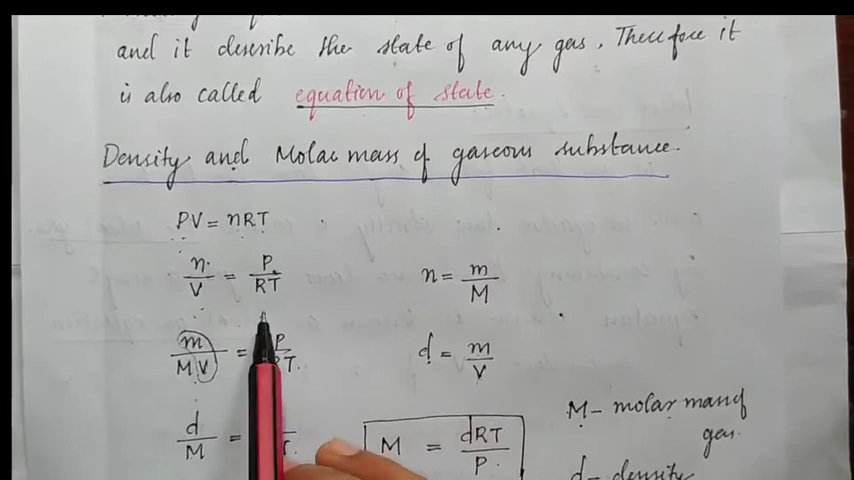 and it describe the state of any gas. Therefore it
is also called equation of state.
Density and Molar mass of gaseous substance.
PV = nRT
n/V = P/RT
n = m/M
m/MV = P/RT.
d = m/V
d/M =
M = dRT/P.
M - molar mass of
gas.
d - density